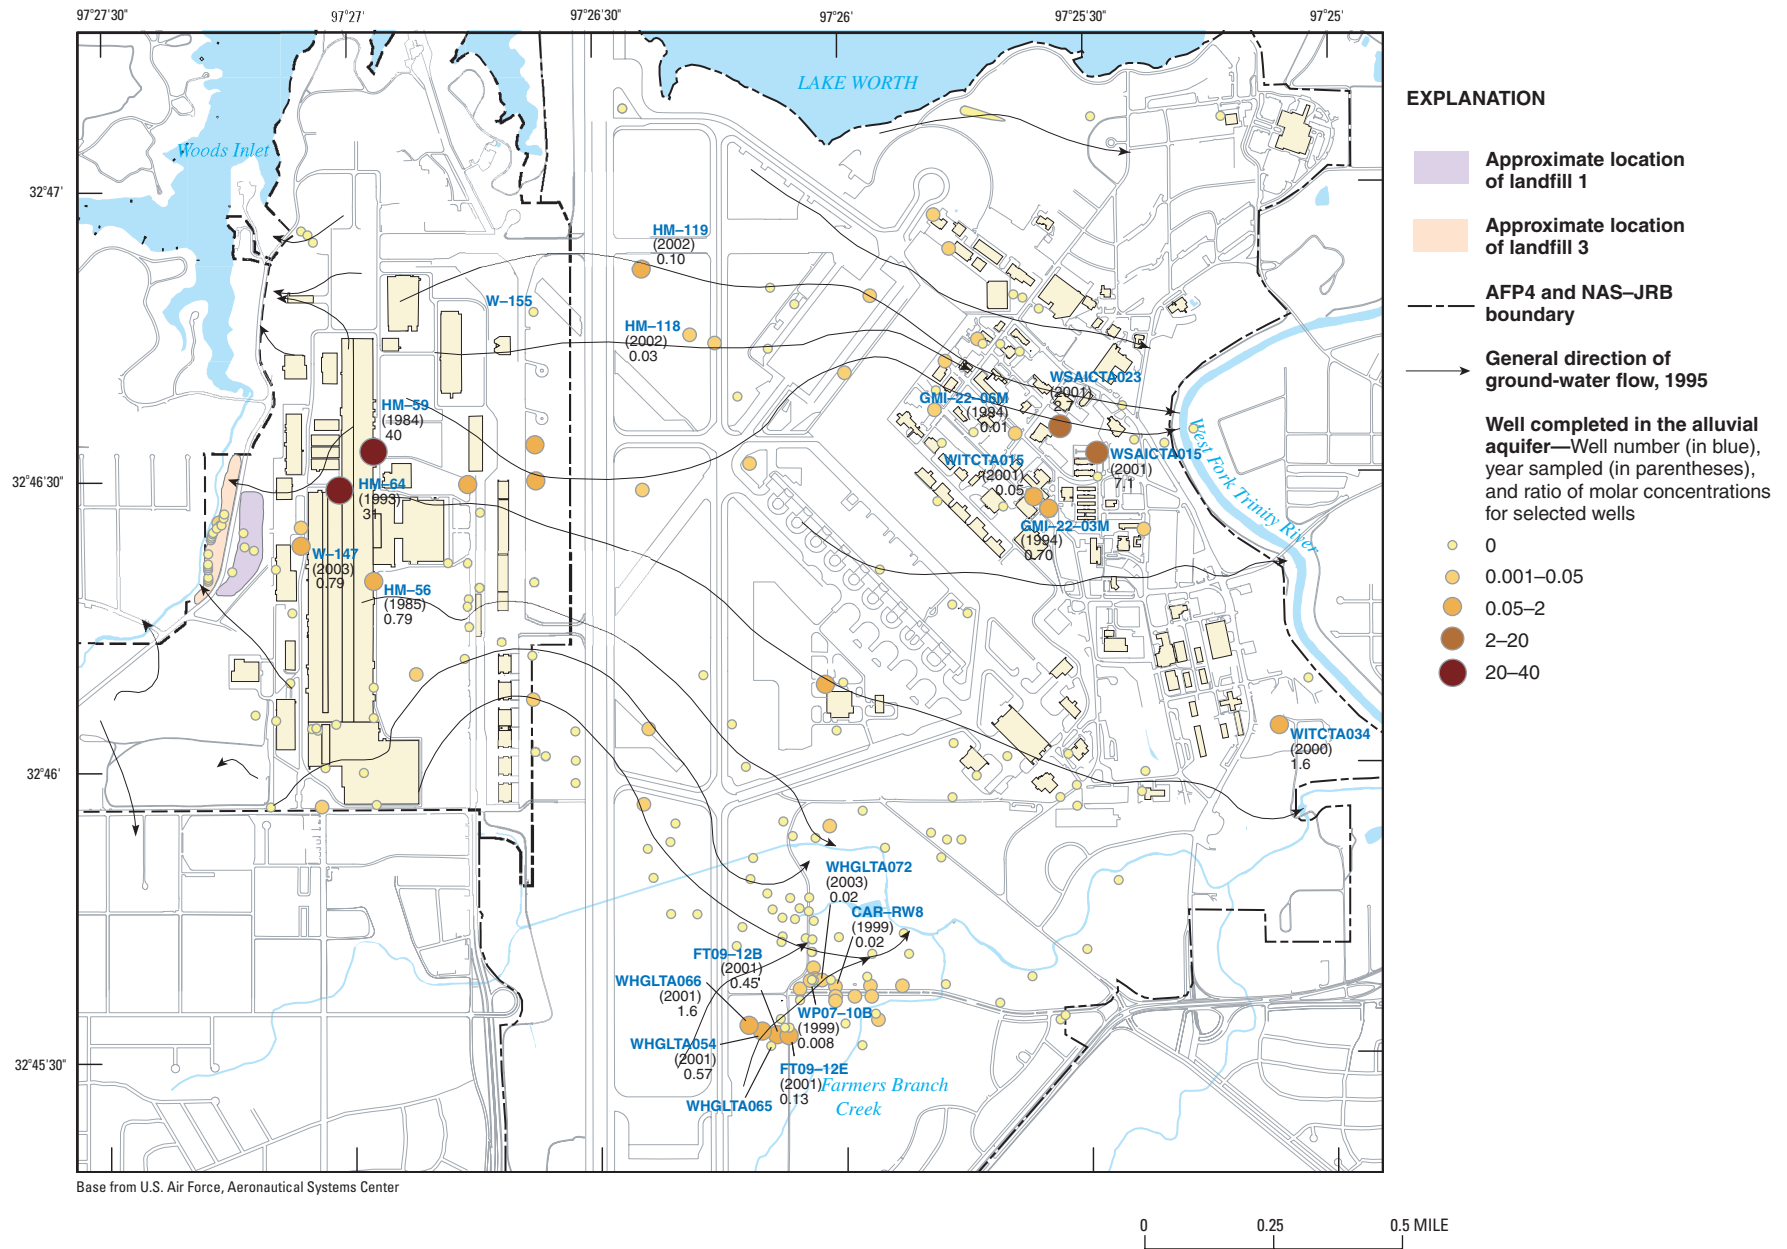 97°27'30"
97°27'
97°26'30"
97°26'
97°25'30"
97°25'
32°47'
32°46'30"
32°46'
32°45'30"
LAKE WORTH
Woods Inlet
HM–119
(2002)
0.10
W–155
HM–118
(2002)
0.03
HM–59
(1984)
40
HM–64
(1993)
31
W–147
(2003)
0.79
HM–56
(1985)
0.79
WSAICTA023
(2001)
GMI–22–06M
(1994)
0.01
WSAICTA015
(2001)
7.1
WITCTA015
(2001)
0.05
GMI–22–03M
(1994)
0.70
West Fork Trinity River
WITCTA034
(2000)
1.6
WHGLTA072
(2003)
0.02
CAR–RW8
(1999)
0.02
FT09–12B
(2001)
0.45
WHGLTA066
(2001)
1.6
WP07–10B
(1999)
0.008
WHGLTA054
(2001)
0.57
FT09–12E
(2001)
0.13
WHGLTA065
Farmers Branch
Creek
Base from U.S. Air Force, Aeronautical Systems Center
EXPLANATION
Approximate location
of landfill 1
Approximate location
of landfill 3
AFP4 and NAS–JRB
boundary
General direction of
ground-water flow, 1995
Well completed in the alluvial
aquifer—Well number (in blue),
year sampled (in parentheses),
and ratio of molar concentrations
for selected wells
0
0.001–0.05
0.05–2
2–20
20–40
0 0.25 0.5 MILE